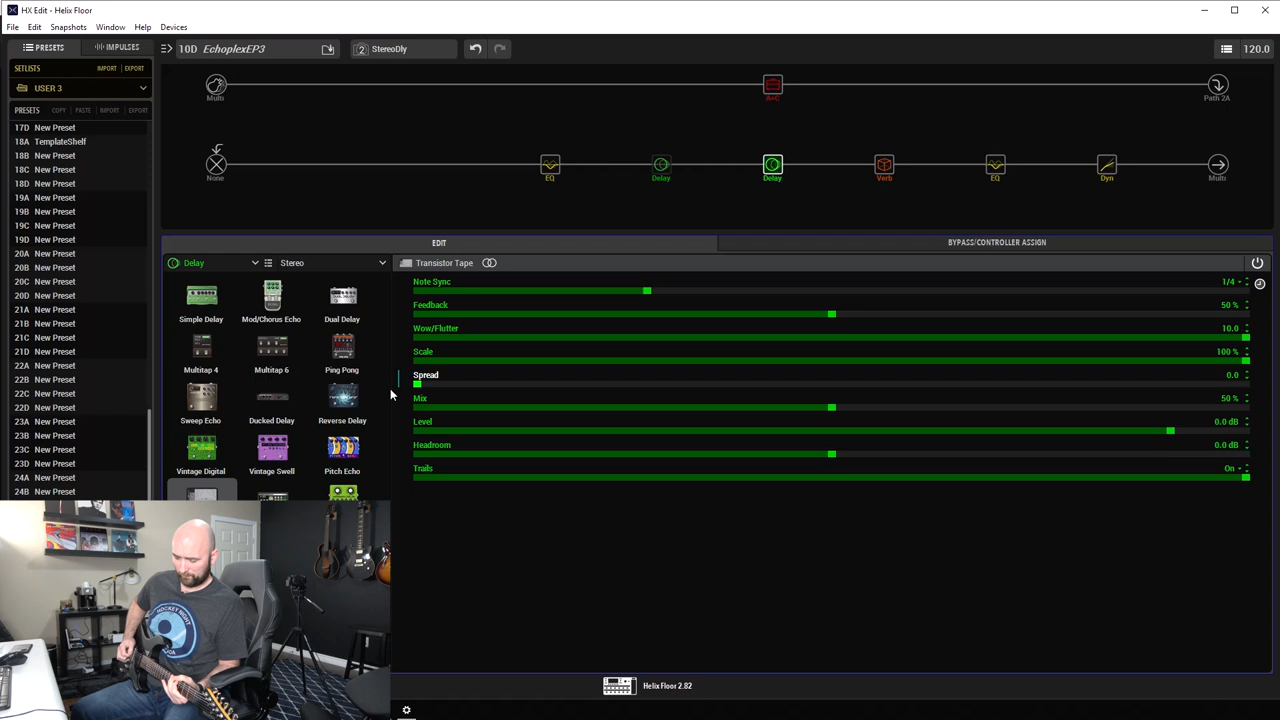 HX Edit - Helix Floor
File Edit Snapshots Window Help Devices
PRESETS IMPULSES
10D EchoplexEP3
2 StereoDly
120.0
SETLISTS IMPORT EXPORT
USER 3
PRESETS COPY PASTE IMPORT EXPORT
17D New Preset
18A TemplateShelf
18B New Preset
18C New Preset
18D New Preset
19A New Preset
19B New Preset
19C New Preset
19D New Preset
20A New Preset
20B New Preset
20C New Preset
20D New Preset
21A New Preset
21B New Preset
21C New Preset
21D New Preset
22A New Preset
22B New Preset
22C New Preset
22D New Preset
23A New Preset
23B New Preset
23C New Preset
23D New Preset
24A New Preset
24B New Preset
Multi A+C Path 2A
None EQ Delay Delay Verb EQ Dyn Multi
EDIT BYPASS/CONTROLLER ASSIGN
Delay Stereo
Simple Delay Mod/Chorus Echo Dual Delay
Multitap 4 Multitap 6 Ping Pong
Sweep Echo Ducked Delay Reverse Delay
Vintage Digital Vintage Swell Pitch Echo
Transistor Tape
Note Sync 1/4
Feedback 50 %
Wow/Flutter 10.0
Scale 100 %
Spread 0.0
Mix 50 %
Level 0.0 dB
Headroom 0.0 dB
Trails On
HOCKEY NIGHT
Helix Floor 2.82